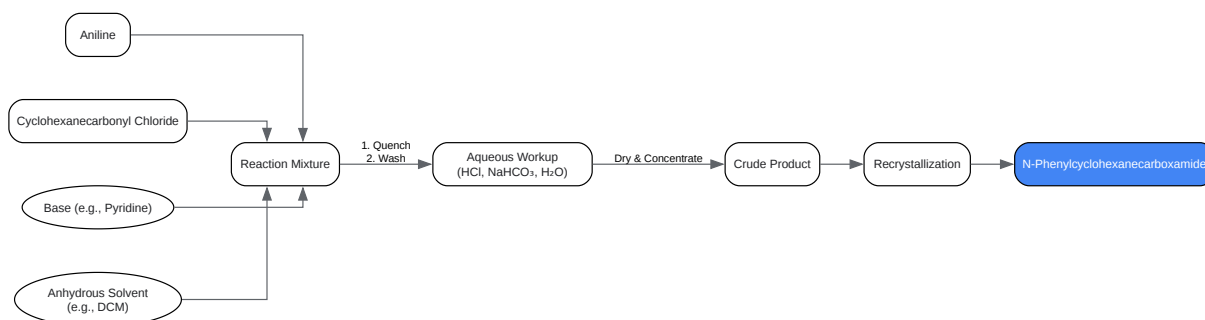 Aniline
Cyclohexanecarbonyl Chloride
Base (e.g., Pyridine)
Anhydrous Solvent
(e.g., DCM)
Reaction Mixture
1. Quench
2. Wash
Aqueous Workup
(HCl, NaHCO₃, H₂O)
Dry & Concentrate
Crude Product
Recrystallization
N-Phenylcyclohexanecarboxamide